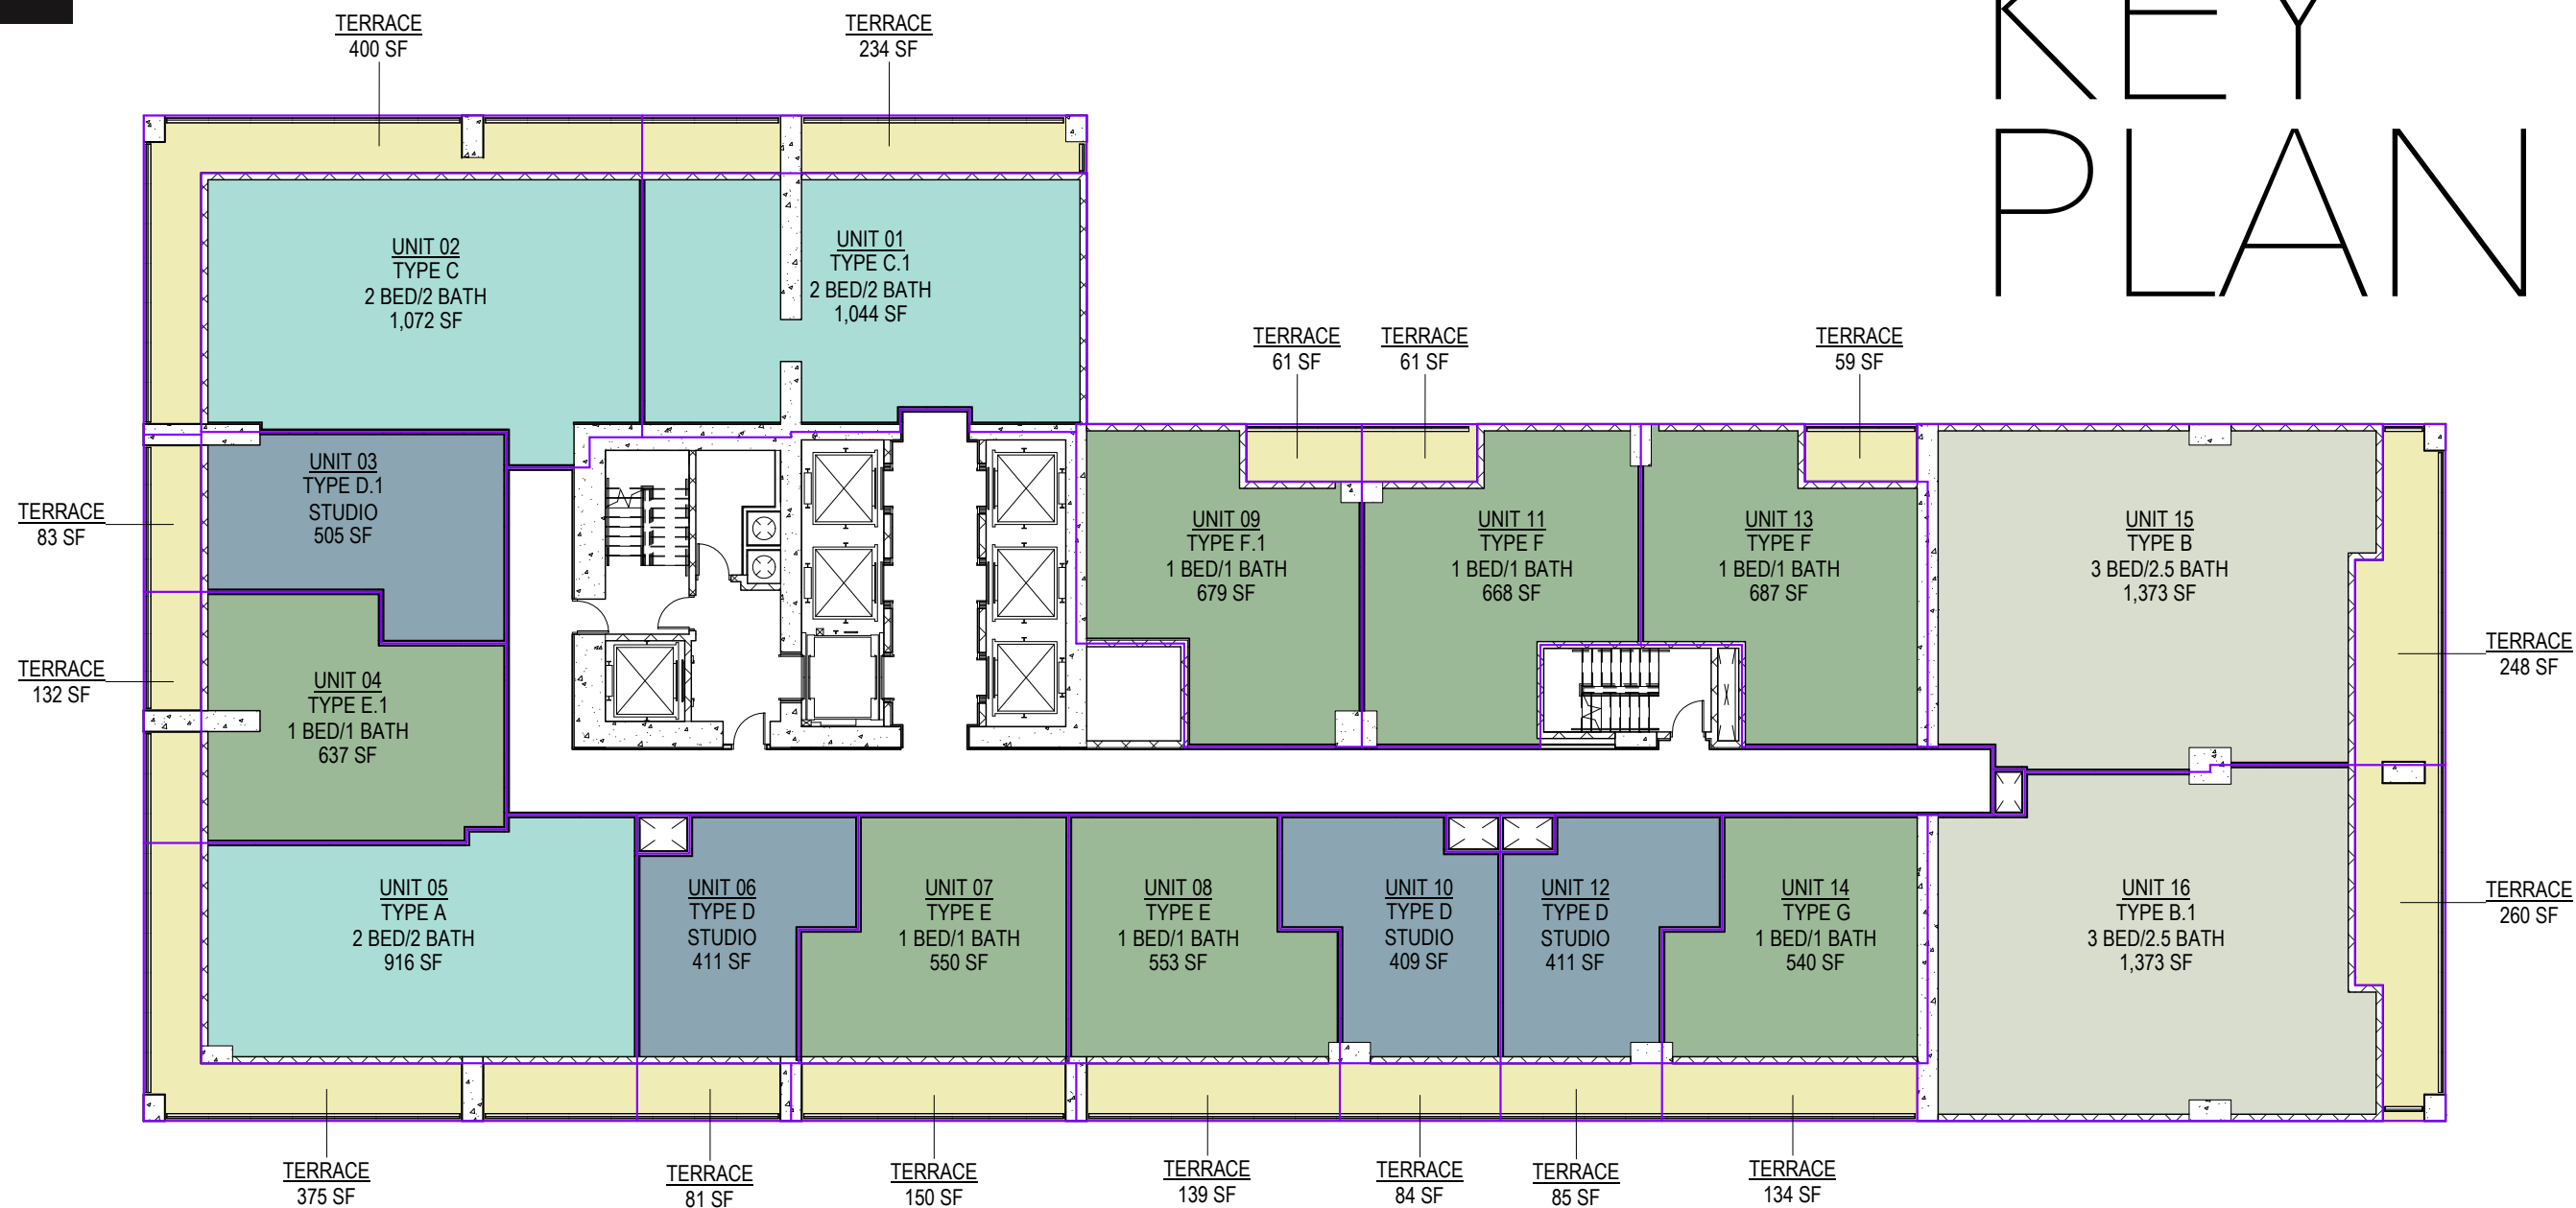 KEY
PLAN
TERRACE
400 SF
TERRACE
234 SF
UNIT 02
TYPE C
2 BED/2 BATH
1,072 SF
UNIT 01
TYPE C.1
2 BED/2 BATH
1,044 SF
TERRACE
61 SF
TERRACE
61 SF
TERRACE
59 SF
UNIT 03
TYPE D.1
STUDIO
505 SF
TERRACE
83 SF
UNIT 09
TYPE F.1
1 BED/1 BATH
679 SF
UNIT 11
TYPE F
1 BED/1 BATH
668 SF
UNIT 13
TYPE F
1 BED/1 BATH
687 SF
UNIT 15
TYPE B
3 BED/2.5 BATH
1,373 SF
TERRACE
248 SF
TERRACE
132 SF
UNIT 04
TYPE E.1
1 BED/1 BATH
637 SF
UNIT 05
TYPE A
2 BED/2 BATH
916 SF
UNIT 06
TYPE D
STUDIO
411 SF
UNIT 07
TYPE E
1 BED/1 BATH
550 SF
UNIT 08
TYPE E
1 BED/1 BATH
553 SF
UNIT 10
TYPE D
STUDIO
409 SF
UNIT 12
TYPE D
STUDIO
411 SF
UNIT 14
TYPE G
1 BED/1 BATH
540 SF
UNIT 16
TYPE B.1
3 BED/2.5 BATH
1,373 SF
TERRACE
260 SF
TERRACE
375 SF
TERRACE
81 SF
TERRACE
150 SF
TERRACE
139 SF
TERRACE
84 SF
TERRACE
85 SF
TERRACE
134 SF